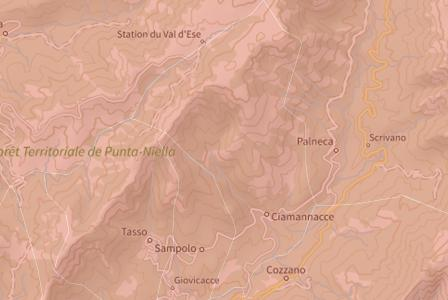 Station du Val d'Ese
Palneca
Scrivano
orêt Territoriale de Punta-Niella
Ciamannacce
Tasso
Sampolo
Cozzano
Giovicacce